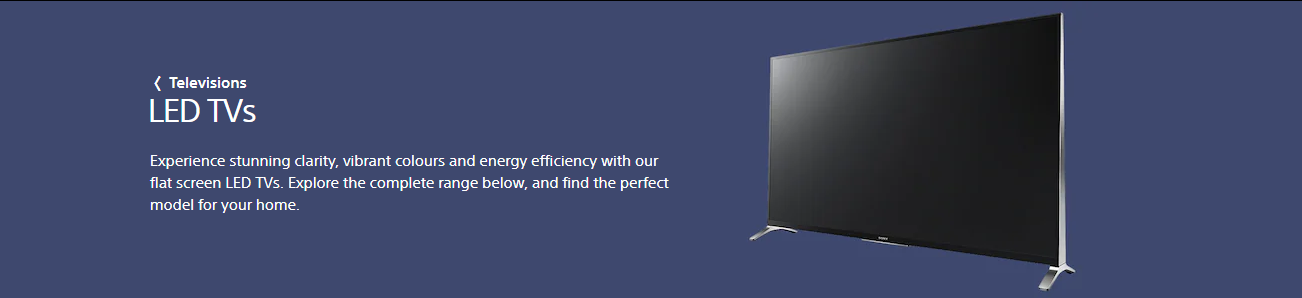 ❬ Televisions
LED TVs
Experience stunning clarity, vibrant colours and energy efficiency with our
flat screen LED TVs. Explore the complete range below, and find the perfect
model for your home.
SONY